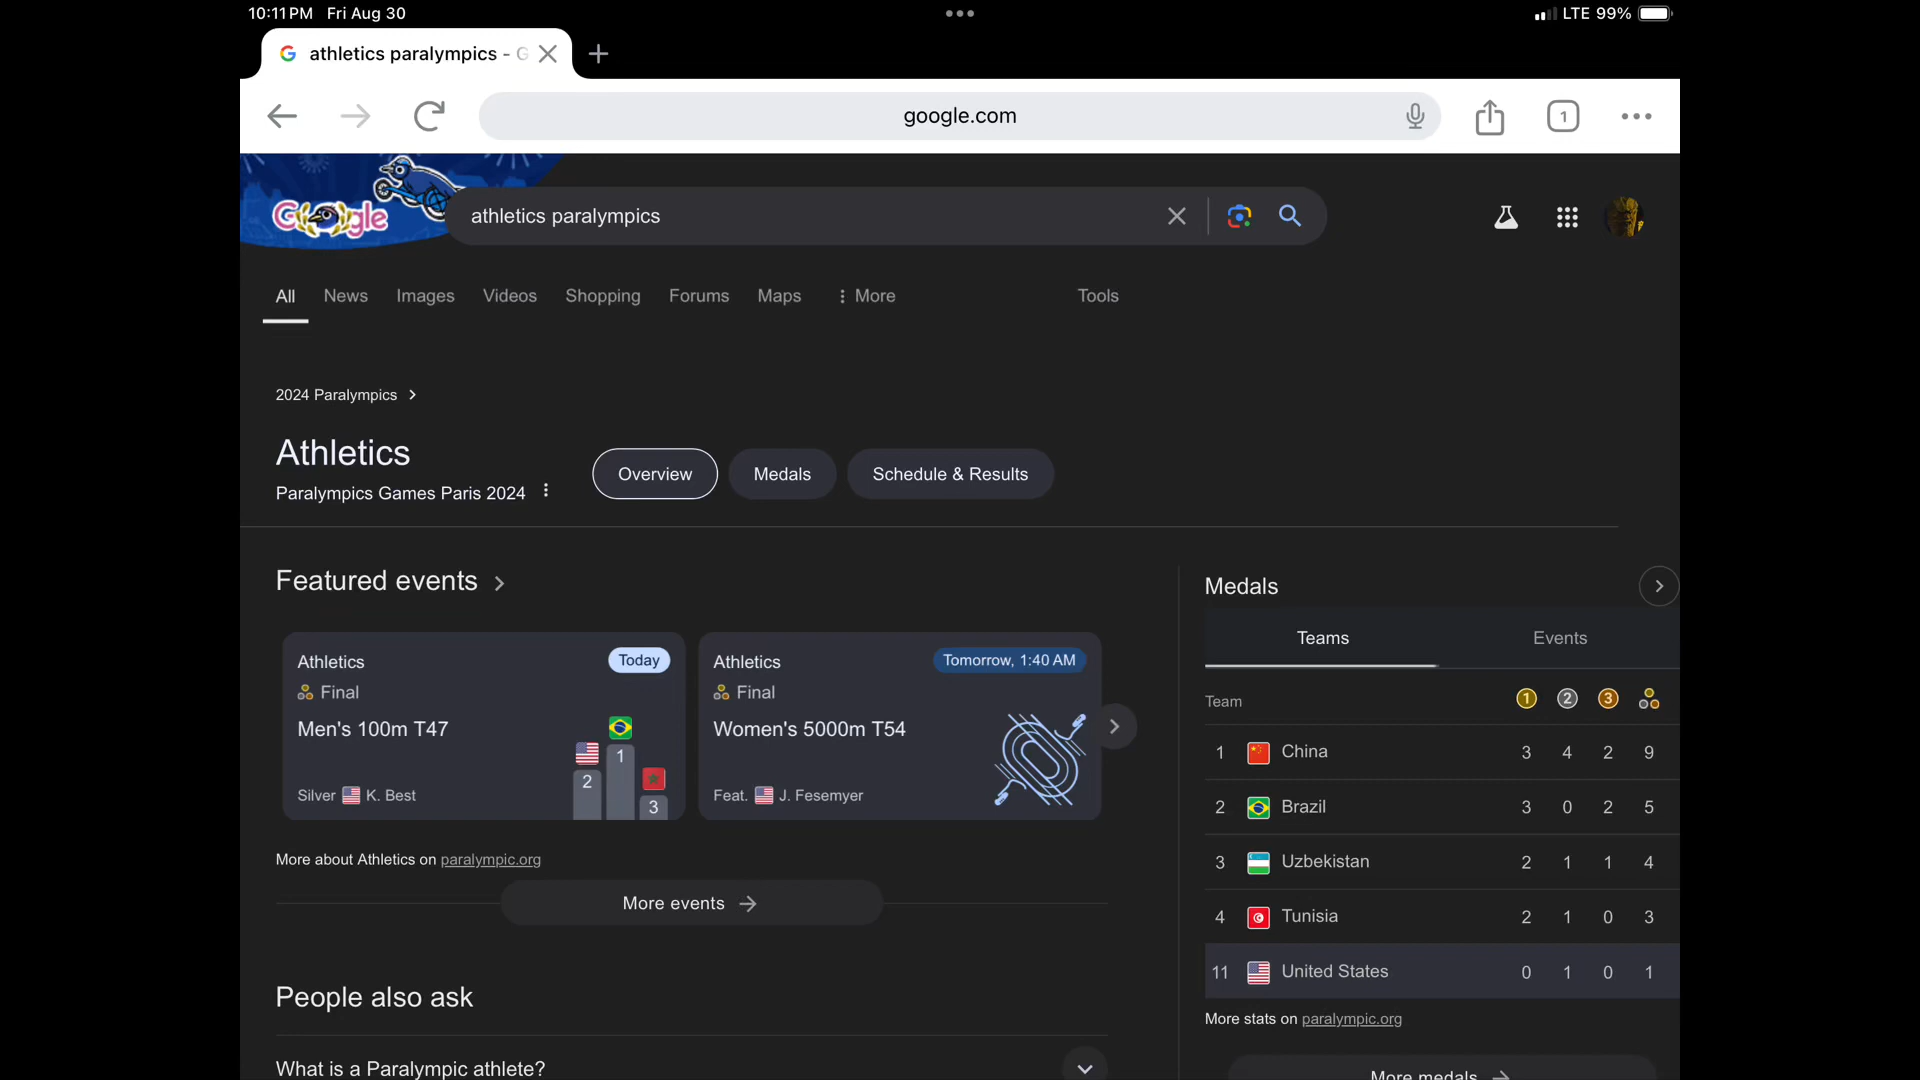 10:11 PM Fri Aug 30
LTE 99%
athletics paralympics - G
google.com
1
Google
athletics paralympics
All News Images Videos Shopping Forums Maps More Tools
2024 Paralympics
Athletics
Paralympics Games Paris 2024
Overview Medals Schedule & Results
Featured events
Athletics Today
Final
Men's 100m T47
1
2
3
Silver K. Best
Athletics Tomorrow, 1:40 AM
Final
Women's 5000m T54
Feat. J. Fesemyer
More about Athletics on paralympic.org
More events
People also ask
What is a Paralympic athlete?
Medals
Teams Events
Team 1 2 3
1 China 3 4 2 9
2 Brazil 3 0 2 5
3 Uzbekistan 2 1 1 4
4 Tunisia 2 1 0 3
11 United States 0 1 0 1
More stats on paralympic.org
More medals